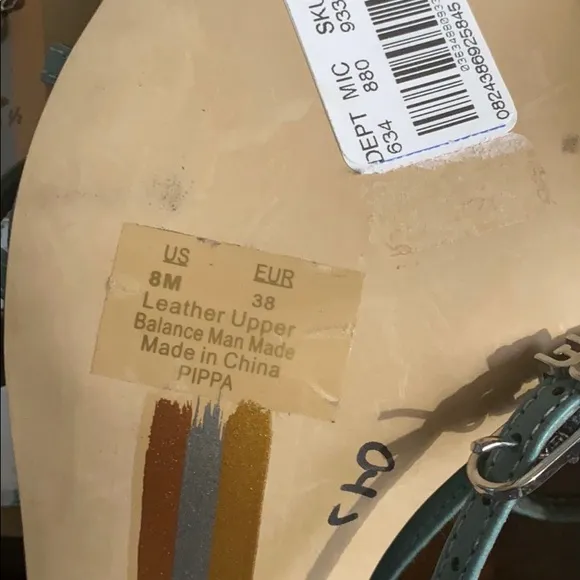 DEPT MIC SKU
634 880 933
0824386925845
US EUR
8M 38
Leather Upper
Balance Man Made
Made in China
PIPPA